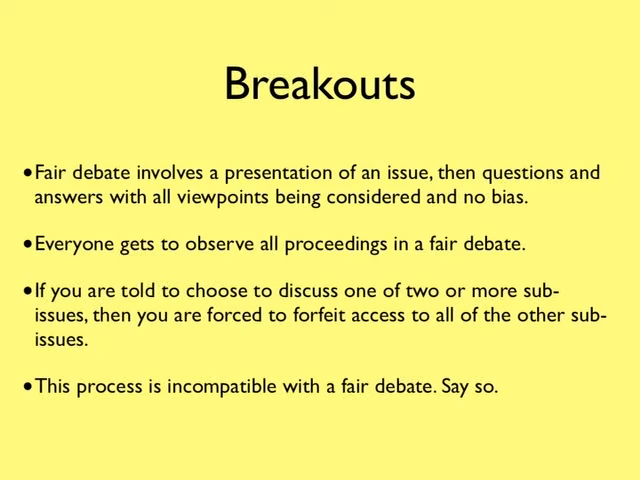 Breakouts
•Fair debate involves a presentation of an issue, then questions and
answers with all viewpoints being considered and no bias.
•Everyone gets to observe all proceedings in a fair debate.
•If you are told to choose to discuss one of two or more sub-
issues, then you are forced to forfeit access to all of the other sub-
issues.
•This process is incompatible with a fair debate. Say so.